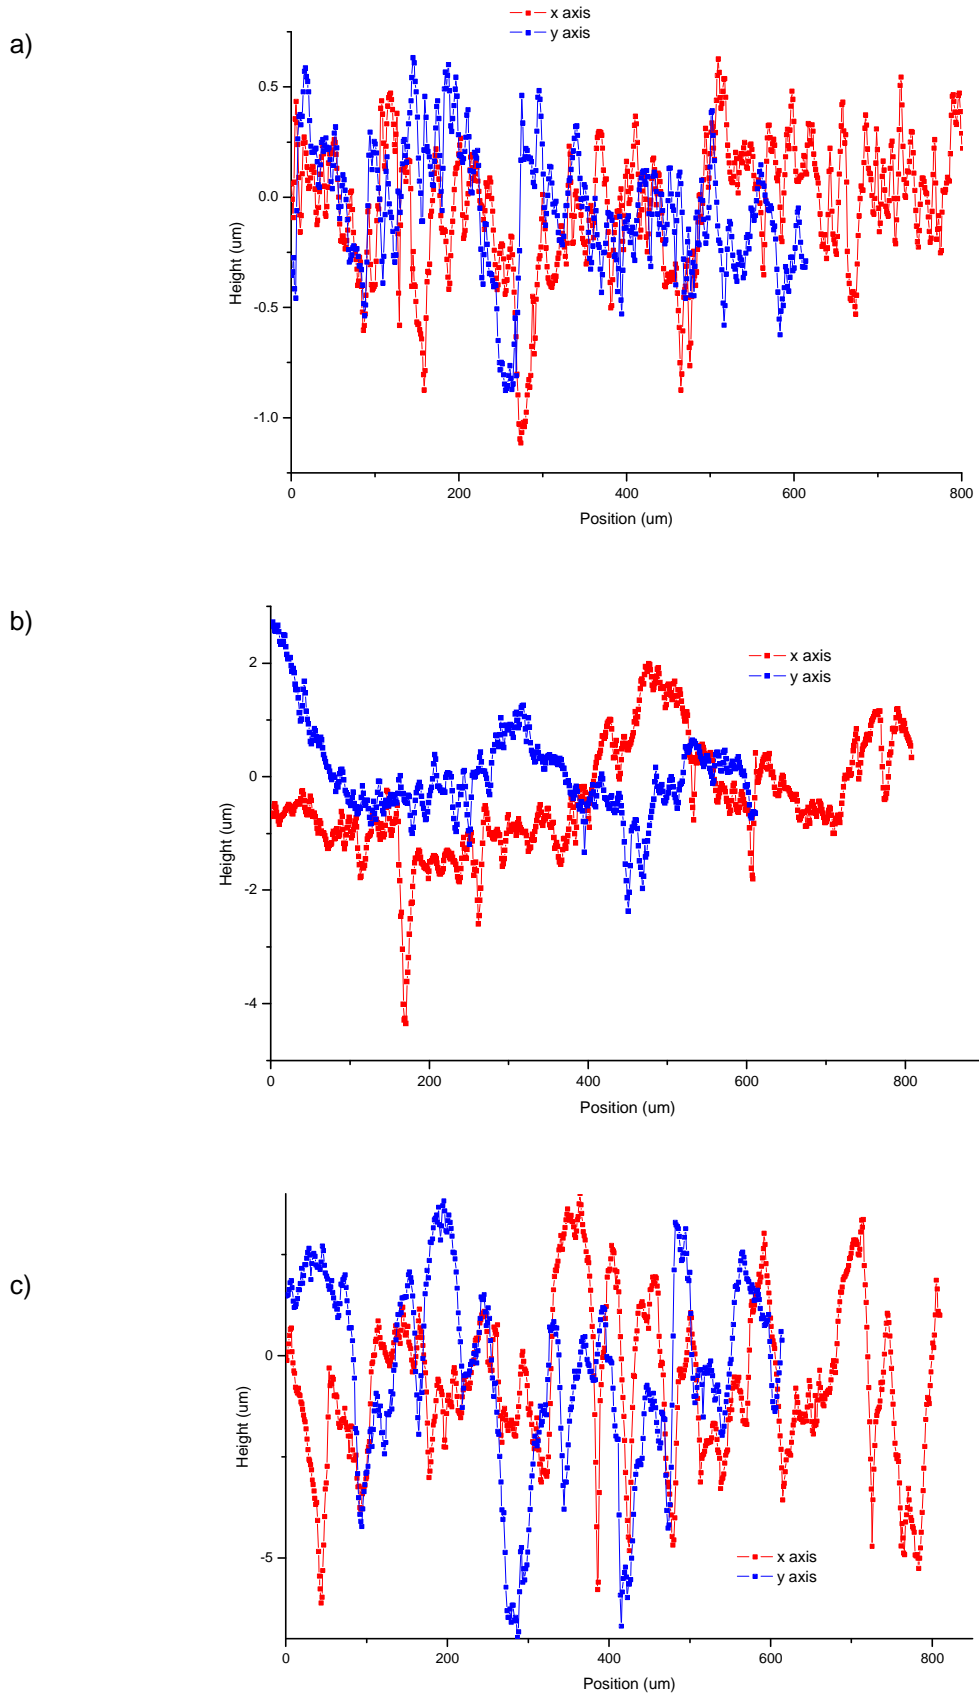 a)
x axis
y axis
0.5
0.0
-0.5
-1.0
Height (um)
0 200 400 600 800
Position (um)
b)
x axis
y axis
2
0
-2
-4
Height (um)
0 200 400 600 800
Position (um)
c)
0
-5
Height (um)
x axis
y axis
0 200 400 600 800
Position (um)